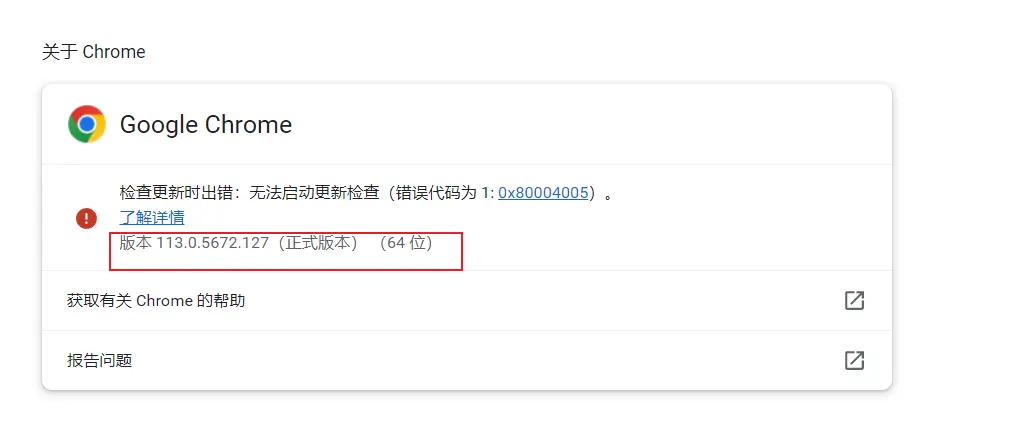 关于 Chrome
Google Chrome
检查更新时出错：无法启动更新检查（错误代码为 1: 0x80004005）。
了解详情
版本 113.0.5672.127（正式版本） （64 位）
获取有关 Chrome 的帮助
报告问题